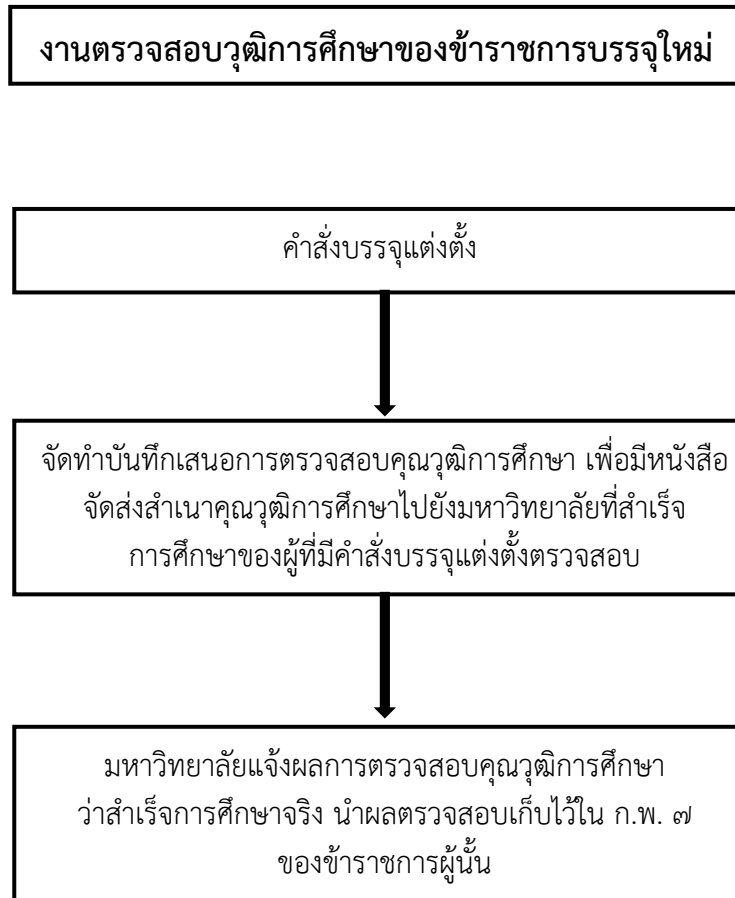 งานตรวจสอบวุฒิการศึกษาของข้าราชการบรรจุใหม่
คำสั่งบรรจุแต่งตั้ง
จัดทำบันทึกเสนอการตรวจสอบคุณวุฒิการศึกษา เพื่อมีหนังสือ
จัดส่งสำเนาคุณวุฒิการศึกษาไปยังมหาวิทยาลัยที่สำเร็จ
การศึกษาของผู้ที่มีคำสั่งบรรจุแต่งตั้งตรวจสอบ
มหาวิทยาลัยแจ้งผลการตรวจสอบคุณวุฒิการศึกษา
ว่าสำเร็จการศึกษาจริง นำผลตรวจสอบเก็บไว้ใน ก.พ. ๗
ของข้าราชการผู้นั้น